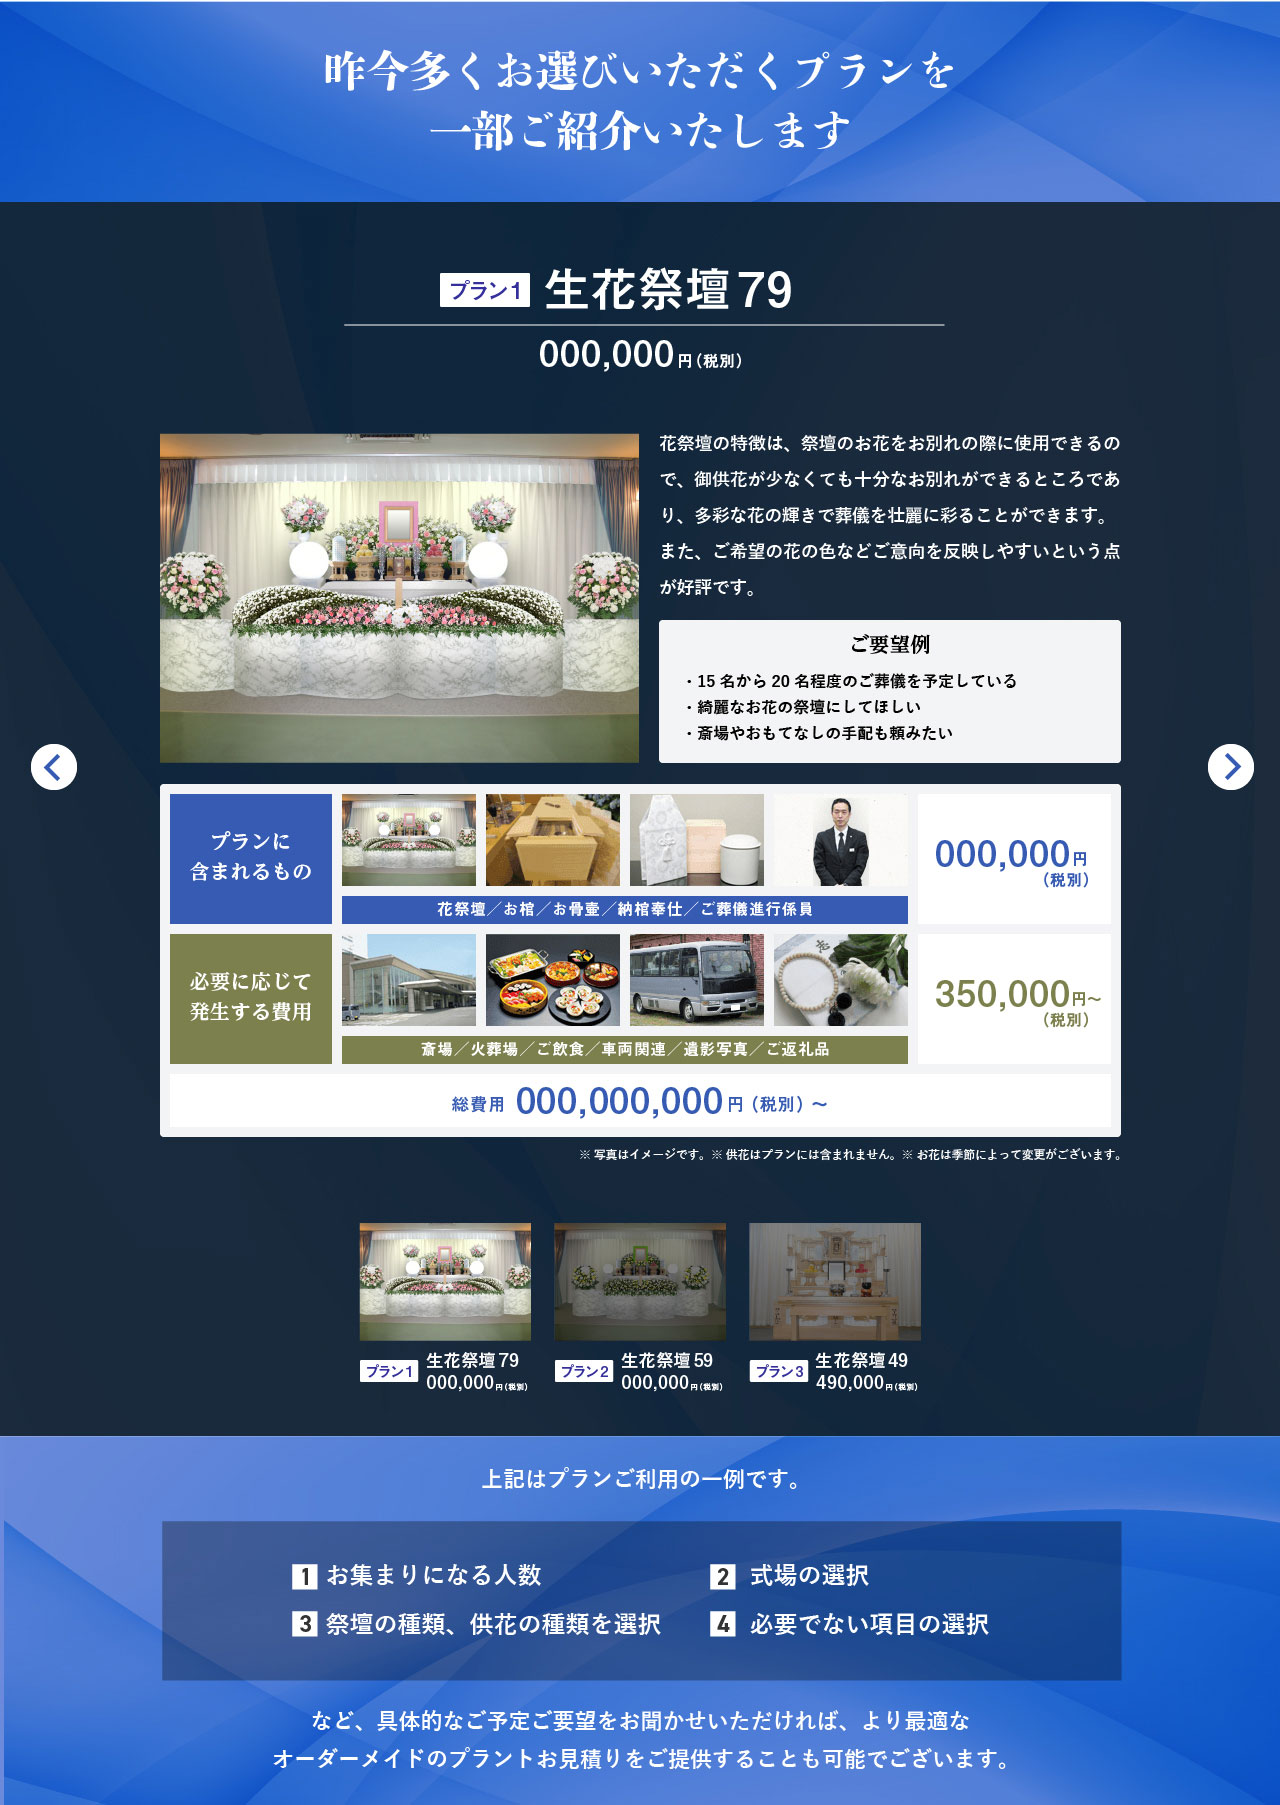 昨今多くお選びいただくプランを
一部ご紹介いたします
プラン1 生花祭壇79
000,000円(税別)
花祭壇の特徴は、祭壇のお花をお別れの際に使用できるの
で、御供花が少なくても十分なお別れができるところであ
り、多彩な花の輝きで葬儀を壮麗に彩ることができます。
また、ご希望の花の色などご意向を反映しやすいという点
が好評です。
ご要望例
・15名から20名程度のご葬儀を予定している
・綺麗なお花の祭壇にしてほしい
・斎場やおもてなしの手配も頼みたい
プランに
含まれるもの
花祭壇／お棺／お骨壷／納棺奉仕／ご葬儀進行係員
000,000円
(税別)
必要に応じて
発生する費用
志
斎場／火葬場／ご飲食／車両関連／遺影写真／ご返礼品
350,000円～
(税別)
総費用 000,000,000円(税別)～
※写真はイメージです。※供花はプランには含まれません。※お花は季節によって変更がございます。
プラン1 生花祭壇79
000,000円(税別)
プラン2 生花祭壇59
000,000円(税別)
プラン3 生花祭壇49
490,000円(税別)
上記はプランご利用の一例です。
1 お集まりになる人数
2 式場の選択
3 祭壇の種類、供花の種類を選択
4 必要でない項目の選択
など、具体的なご予定ご要望をお聞かせいただければ、より最適な
オーダーメイドのプラントお見積りをご提供することも可能でございます。